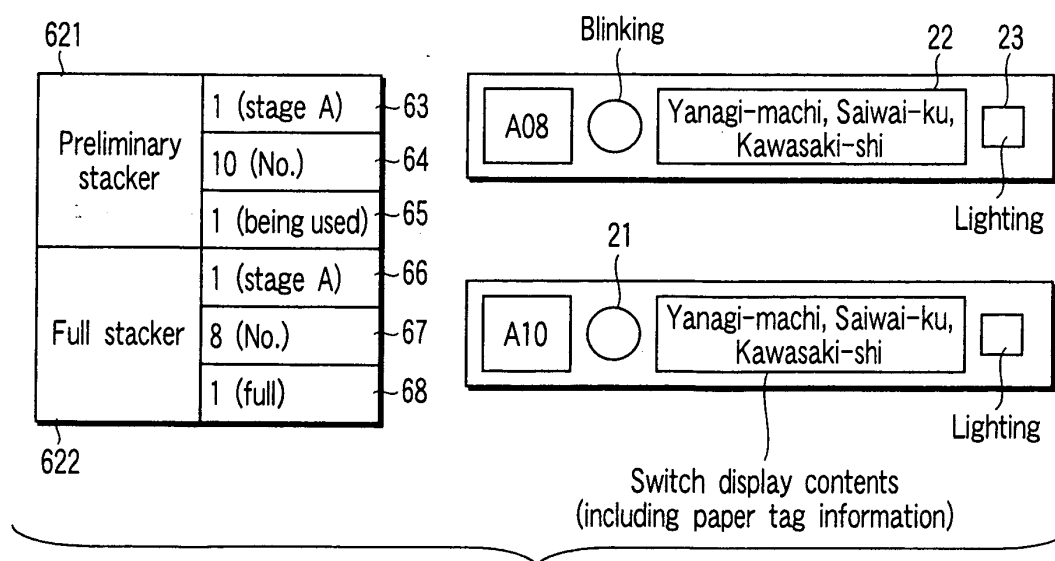 621
Preliminary
stacker
1 (stage A)
63
10 (No.)
64
1 (being used)
65
Full stacker
1 (stage A)
66
8 (No.)
67
1 (full)
68
622
Blinking
22
23
A08
Yanagi-machi, Saiwai-ku,
Kawasaki-shi
Lighting
21
A10
Yanagi-machi, Saiwai-ku,
Kawasaki-shi
Lighting
Switch display contents
(including paper tag information)